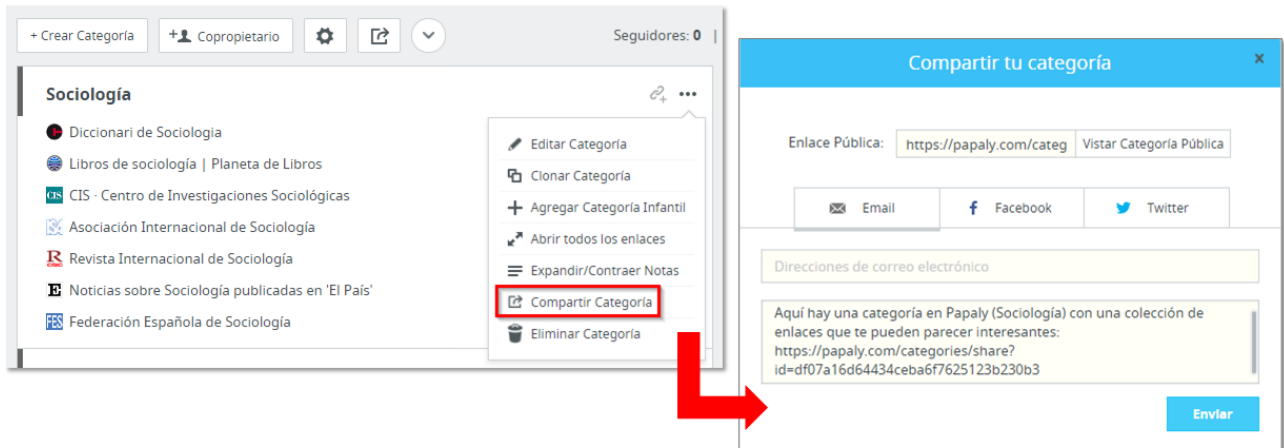 + Crear Categoría
+ Copropietario
Seguidores: 0 |
Sociología
Diccionari de Sociologia
Libros de sociología | Planeta de Libros
CIS CIS · Centro de Investigaciones Sociológicas
Asociación Internacional de Sociología
R Revista Internacional de Sociología
E Noticias sobre Sociología publicadas en 'El País'
FES Federación Española de Sociología
Editar Categoría
Clonar Categoría
Agregar Categoría Infantil
Abrir todos los enlaces
Expandir/Contraer Notas
Compartir Categoría
Eliminar Categoría
Compartir tu categoría x
Enlace Pública: https://papaly.com/categ Vistar Categoría Pública
Email f Facebook Twitter
Direcciones de correo electrónico
Aquí hay una categoría en Papaly (Sociología) con una colección de
enlaces que te pueden parecer interesantes:
https://papaly.com/categories/share?
id=df07a16d64434ceba6f7625123b230b3
Enviar